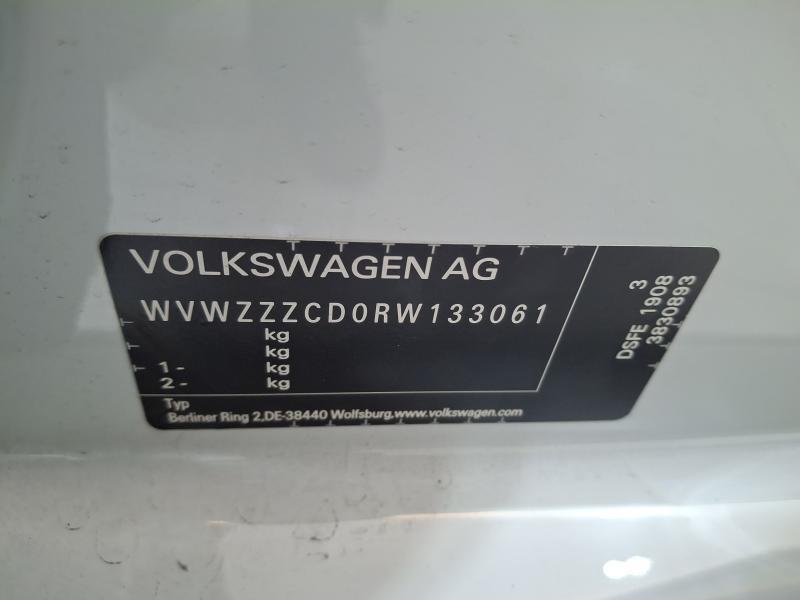 VOLKSWAGEN AG
WVWZZZCD0RW133061
kg
kg
1 - kg
2 - kg
Typ
Berliner Ring 2,DE-38440 Wolfsburg,www.volkswagen.com
3
DSFE 1908
3830893